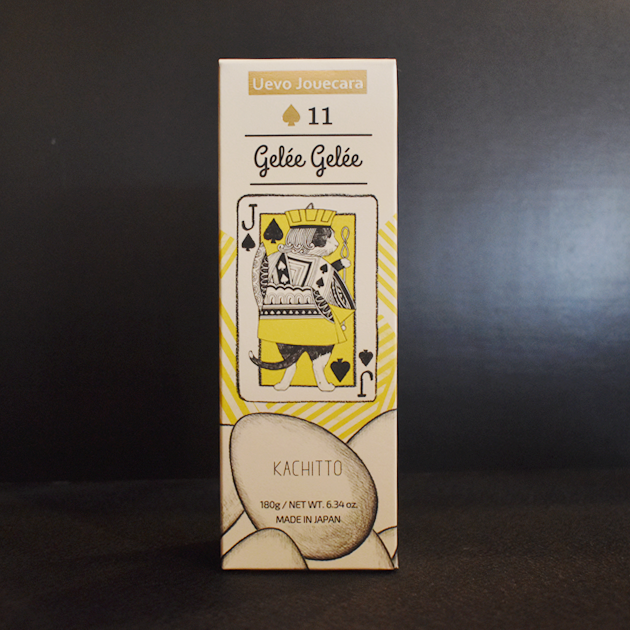 Uevo Jouecara
♠ 11
Gelée Gelée
J
J
KACHITTO
180g / NET WT. 6.34 oz.
MADE IN JAPAN